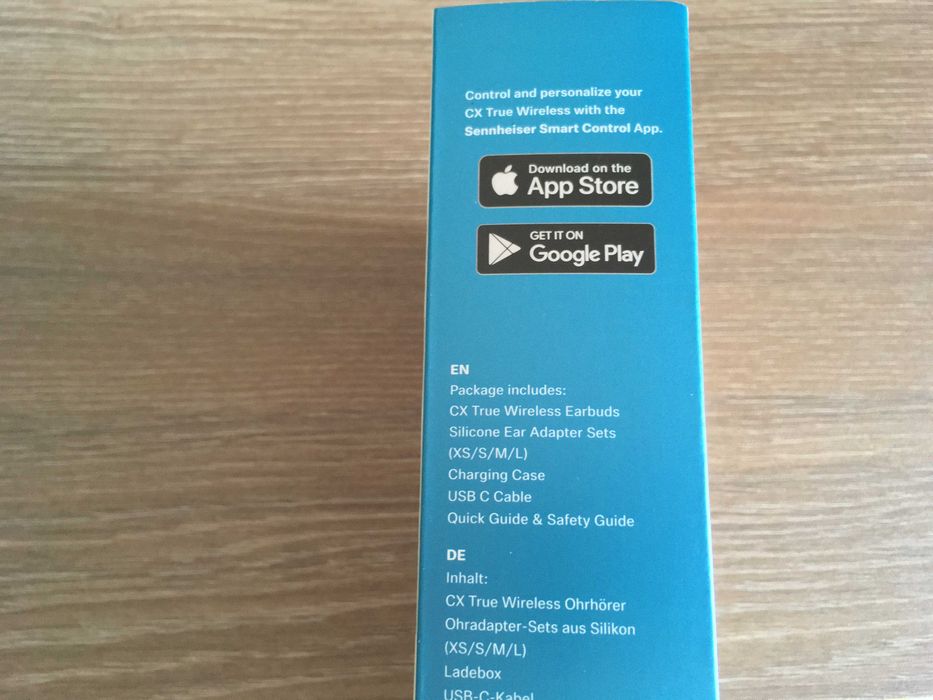 Control and personalize your
CX True Wireless with the
Sennheiser Smart Control App.
Download on the
App Store
GET IT ON
Google Play
EN
Package includes:
CX True Wireless Earbuds
Silicone Ear Adapter Sets
(XS/S/M/L)
Charging Case
USB C Cable
Quick Guide & Safety Guide
DE
Inhalt:
CX True Wireless Ohrhörer
Ohradapter-Sets aus Silikon
(XS/S/M/L)
Ladebox
USB-C-Kabel